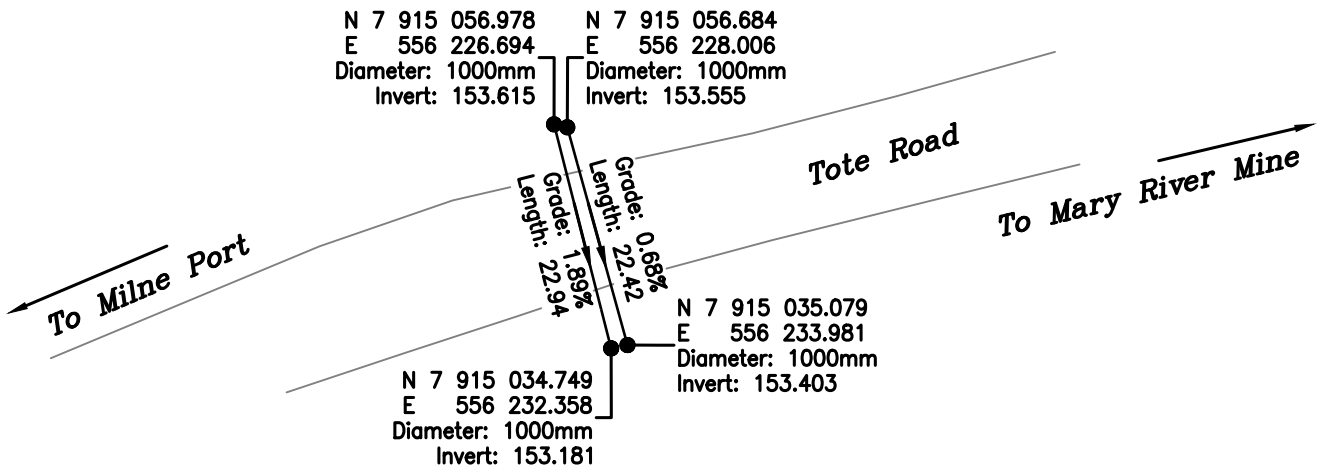 N 7 915 056.978
E 556 226.694
Diameter: 1000mm
Invert: 153.615
N 7 915 056.684
E 556 228.006
Diameter: 1000mm
Invert: 153.555
Tote Road
To Mary River Mine
Grade: 0.68%
Length: 22.42
Grade: 1.89%
Length: 22.94
To Milne Port
N 7 915 035.079
E 556 233.981
Diameter: 1000mm
Invert: 153.403
N 7 915 034.749
E 556 232.358
Diameter: 1000mm
Invert: 153.181